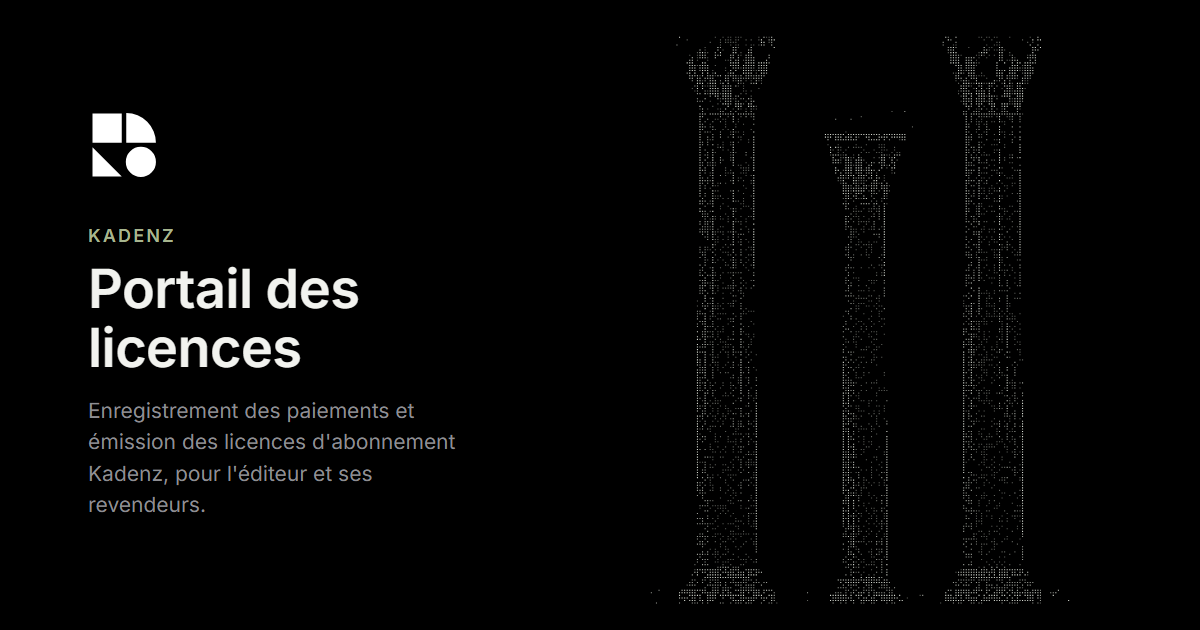 KADENZ
Portail des
licences
Enregistrement des paiements et
émission des licences d'abonnement
Kadenz, pour l'éditeur et ses
revendeurs.